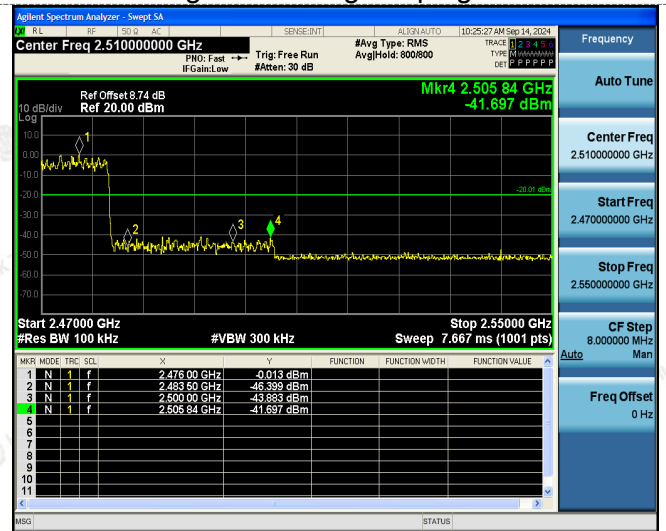 Agilent Spectrum Analyzer - Swept SA
LXI RL RF 50 Ω AC SENSE:INT ALIGN AUTO 10:25:27 AM Sep 14, 2024
Center Freq 2.510000000 GHz
PNO: Fast
IFGain:Low
Trig: Free Run
#Atten: 30 dB
#Avg Type: RMS
Avg|Hold: 800/800
TRACE 1 2 3 4 5 6
TYPE M
DET P P P P P P
Frequency
Auto Tune
Center Freq
2.510000000 GHz
Start Freq
2.470000000 GHz
Stop Freq
2.550000000 GHz
CF Step
8.000000 MHz
Auto Man
Freq Offset
0 Hz
Mkr4 2.505 84 GHz
-41.697 dBm
Ref Offset 8.74 dB
10 dB/div Ref 20.00 dBm
Log
10.0
0.00
-10.0
-20.0
-30.0
-40.0
-50.0
-60.0
-70.0
1
2
3
4
-20.01 dBm
Start 2.47000 GHz Stop 2.55000 GHz
#Res BW 100 kHz #VBW 300 kHz Sweep 7.667 ms (1001 pts)
MKR MODE TRC SCL X Y FUNCTION FUNCTION WIDTH FUNCTION VALUE
1 N 1 f 2.476 00 GHz -0.013 dBm
2 N 1 f 2.483 50 GHz -46.399 dBm
3 N 1 f 2.500 00 GHz -43.883 dBm
4 N 1 f 2.505 84 GHz -41.697 dBm
5
6
7
8
9
10
11
MSG STATUS